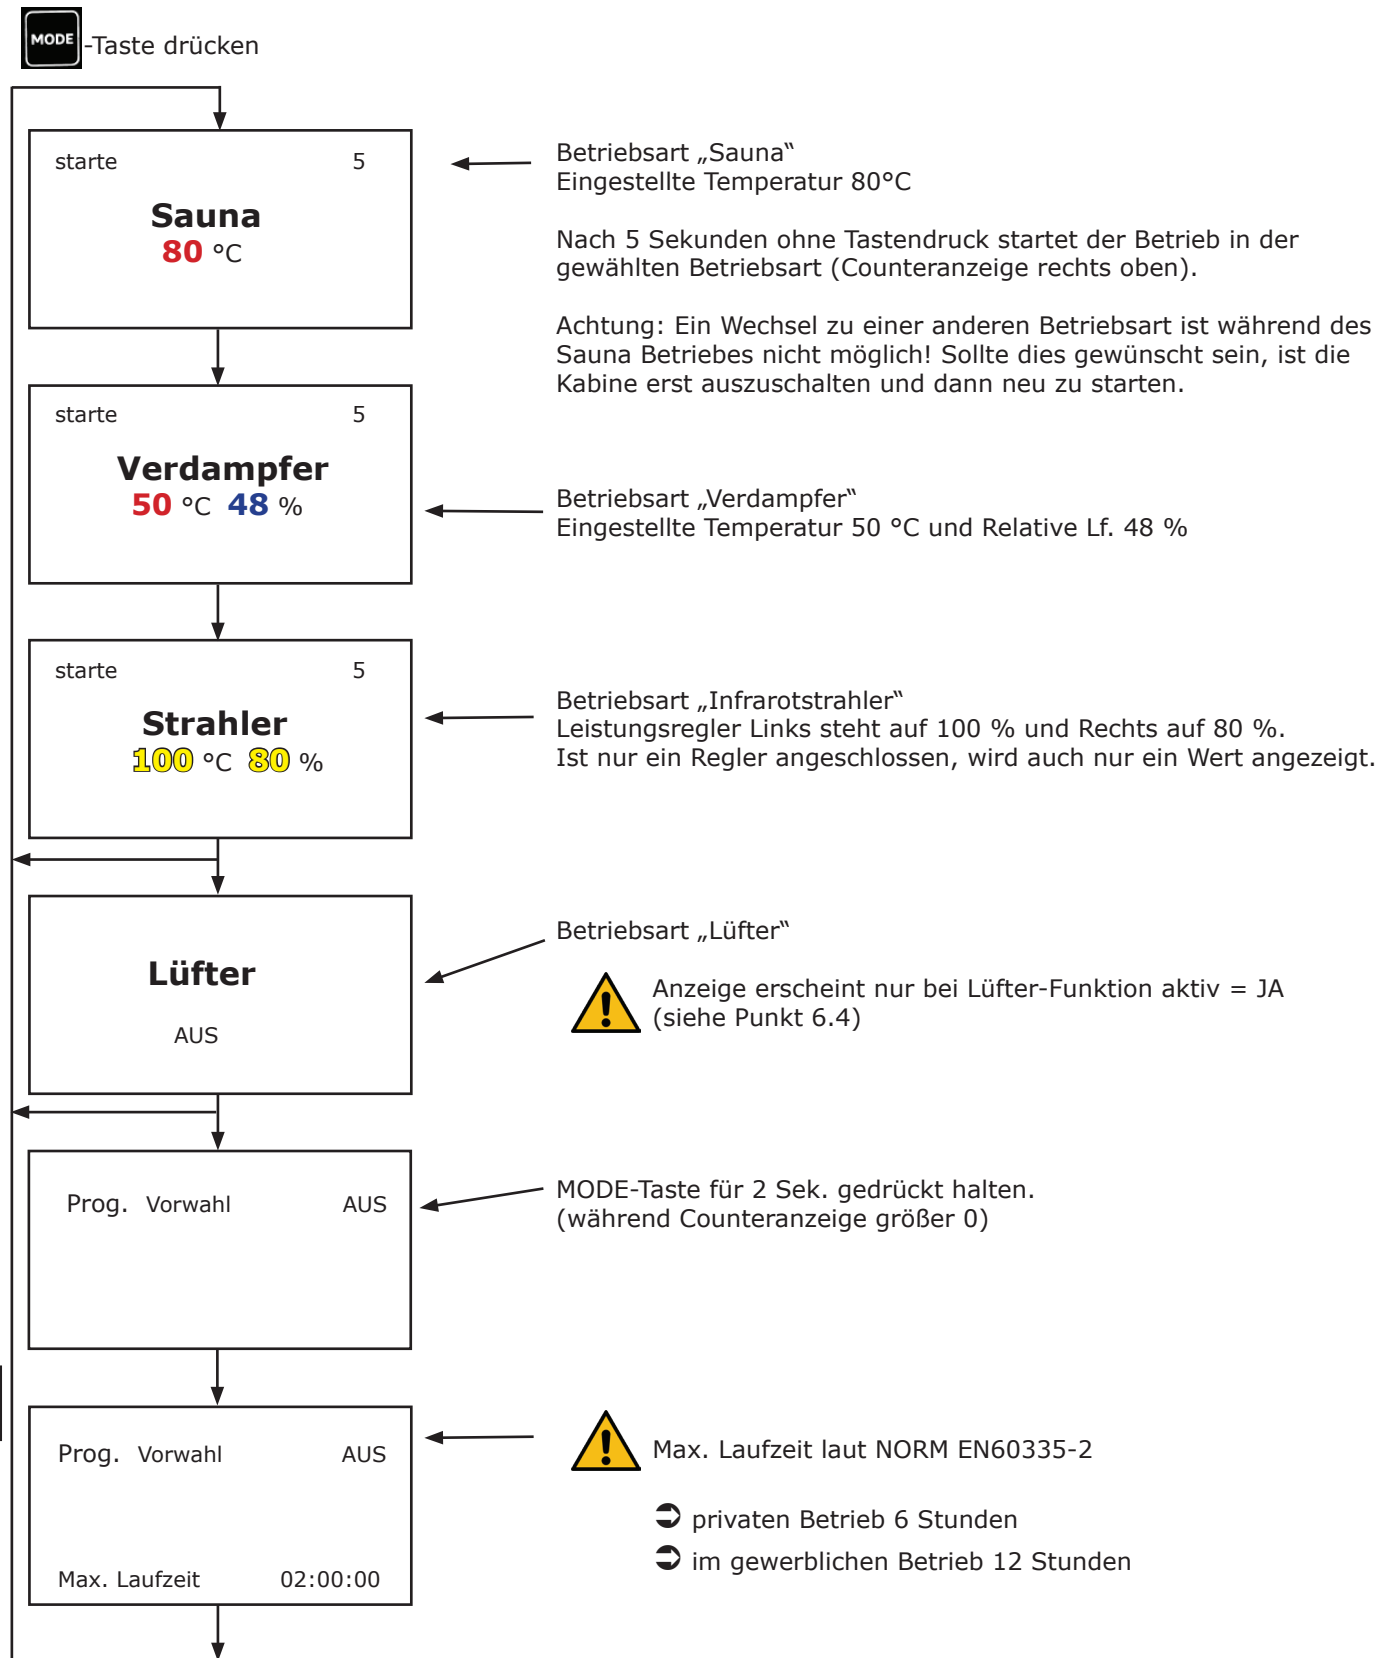 MODE -Taste drücken
starte 5
Sauna
80 °C
Betriebsart „Sauna“
Eingestellte Temperatur 80°C
Nach 5 Sekunden ohne Tastendruck startet der Betrieb in der
gewählten Betriebsart (Counteranzeige rechts oben).
Achtung: Ein Wechsel zu einer anderen Betriebsart ist während des
Sauna Betriebes nicht möglich! Sollte dies gewünscht sein, ist die
Kabine erst auszuschalten und dann neu zu starten.
starte 5
Verdampfer
50 °C 48 %
Betriebsart „Verdampfer“
Eingestellte Temperatur 50 °C und Relative Lf. 48 %
starte 5
Strahler
100 °C 80 %
Betriebsart „Infrarotstrahler“
Leistungsregler Links steht auf 100 % und Rechts auf 80 %.
Ist nur ein Regler angeschlossen, wird auch nur ein Wert angezeigt.
Lüfter
AUS
Betriebsart „Lüfter“
Anzeige erscheint nur bei Lüfter-Funktion aktiv = JA
(siehe Punkt 6.4)
Prog. Vorwahl AUS
MODE-Taste für 2 Sek. gedrückt halten.
(während Counteranzeige größer 0)
Prog. Vorwahl AUS
Max. Laufzeit 02:00:00
Max. Laufzeit laut NORM EN60335-2
➲ privaten Betrieb 6 Stunden
➲ im gewerblichen Betrieb 12 Stunden